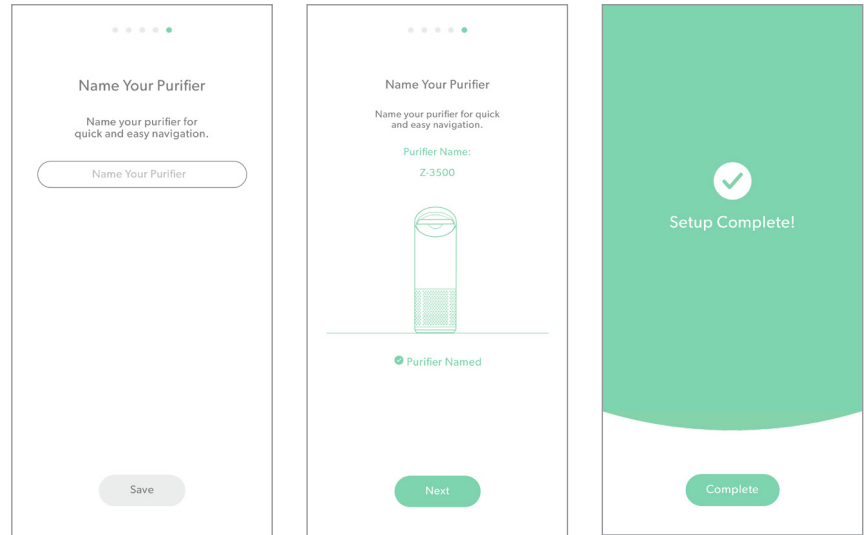 Name Your Purifier
Name your purifier for
quick and easy navigation.
Name Your Purifier
Save
Name Your Purifier
Name your purifier for quick
and easy navigation.
Purifier Name:
Z-3500
Purifier Named
Next
Setup Complete!
Complete